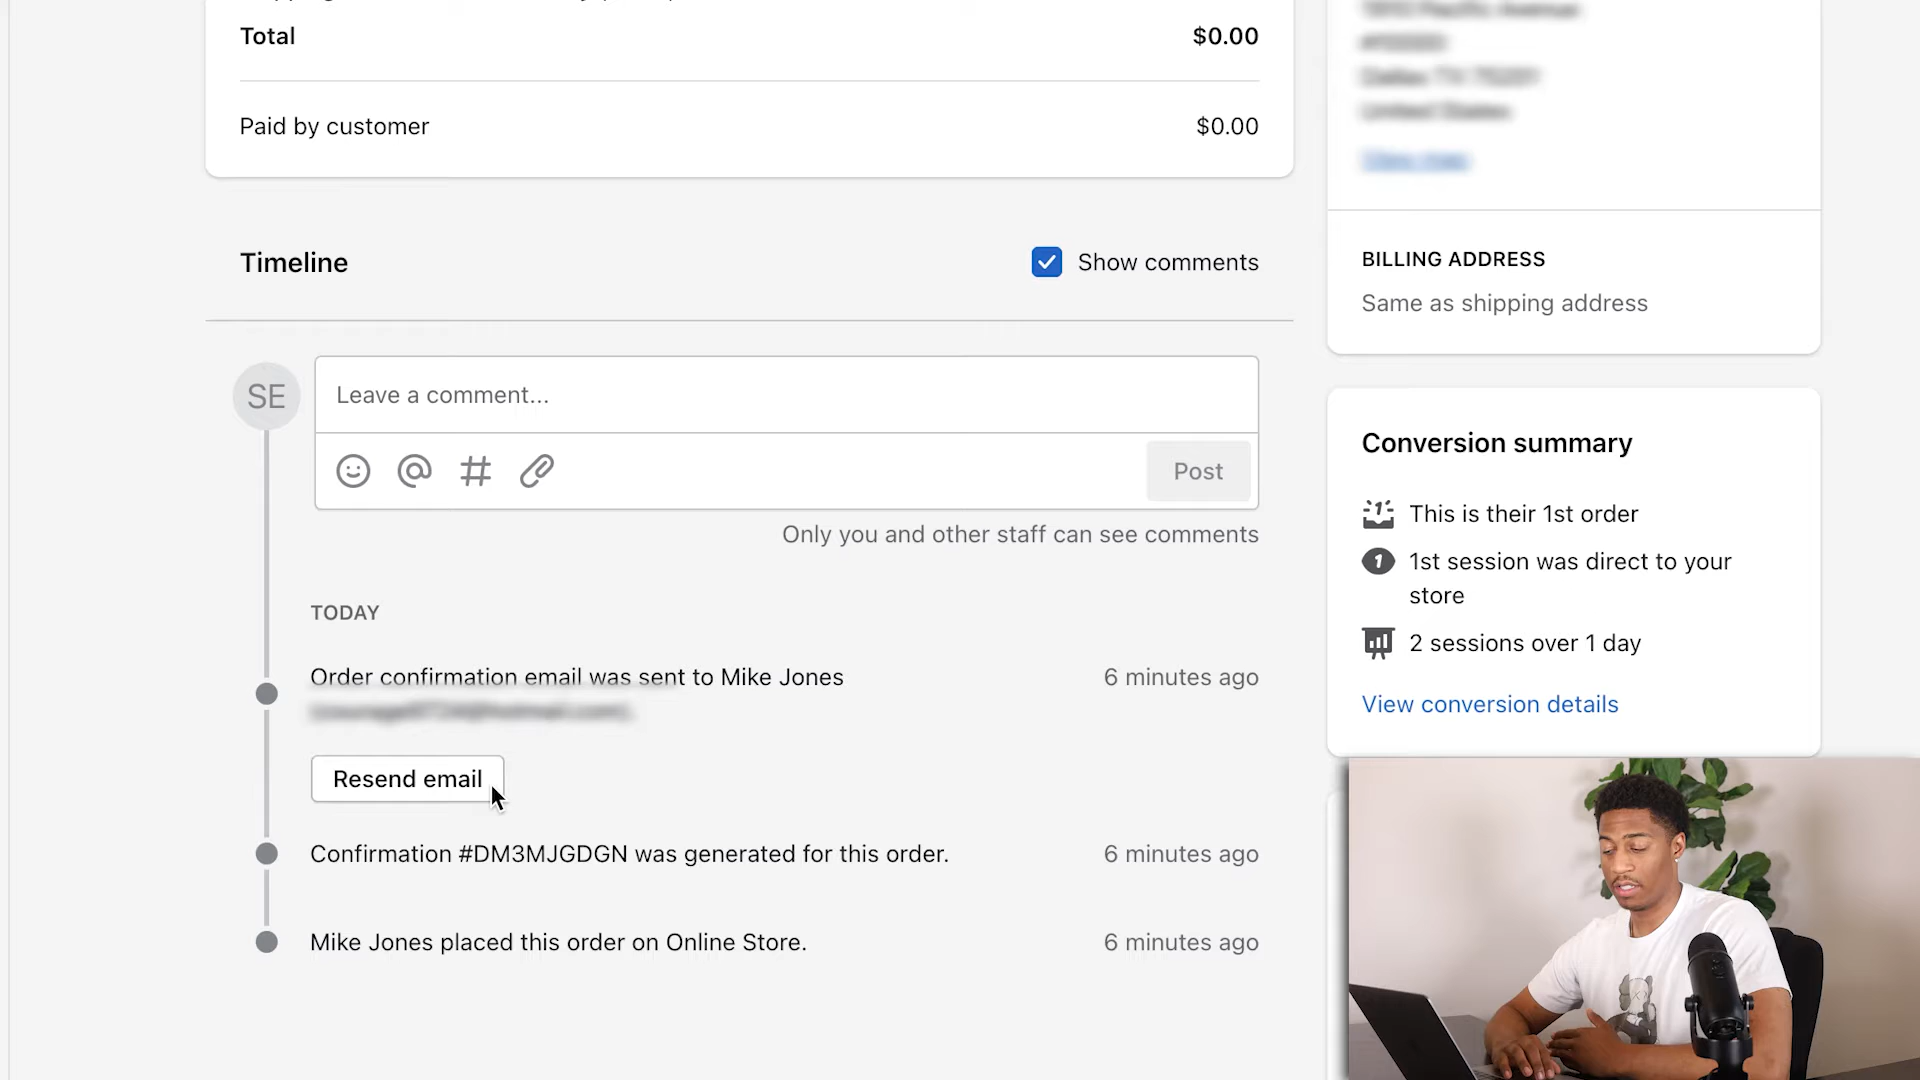 Total
$0.00
Paid by customer
$0.00
Timeline
Show comments
SE
Leave a comment...
Post
Only you and other staff can see comments
TODAY
Order confirmation email was sent to Mike Jones
6 minutes ago
Resend email
Confirmation #DM3MJGDGN was generated for this order.
6 minutes ago
Mike Jones placed this order on Online Store.
6 minutes ago
BILLING ADDRESS
Same as shipping address
Conversion summary
This is their 1st order
1st session was direct to your
store
2 sessions over 1 day
View conversion details